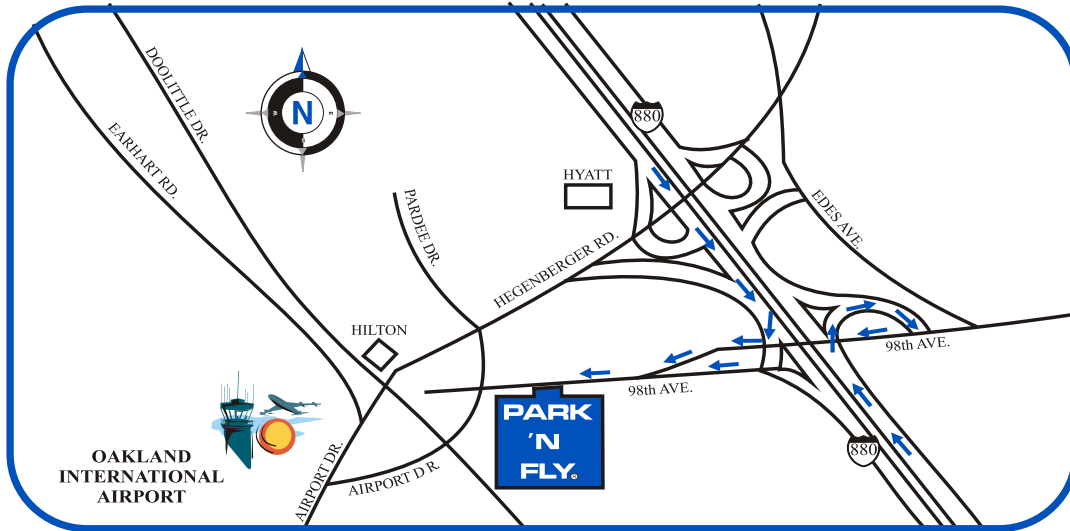 DOOLITTLE DR.
EARHART RD.
N
W
E
880
HYATT
PARDEE DR.
EDES AVE.
HEGENBERGER RD.
HILTON
98th AVE.
98th AVE.
PARK
'N
FLY®
880
OAKLAND
INTERNATIONAL
AIRPORT
AIRPORT DR.
AIRPORT D R.